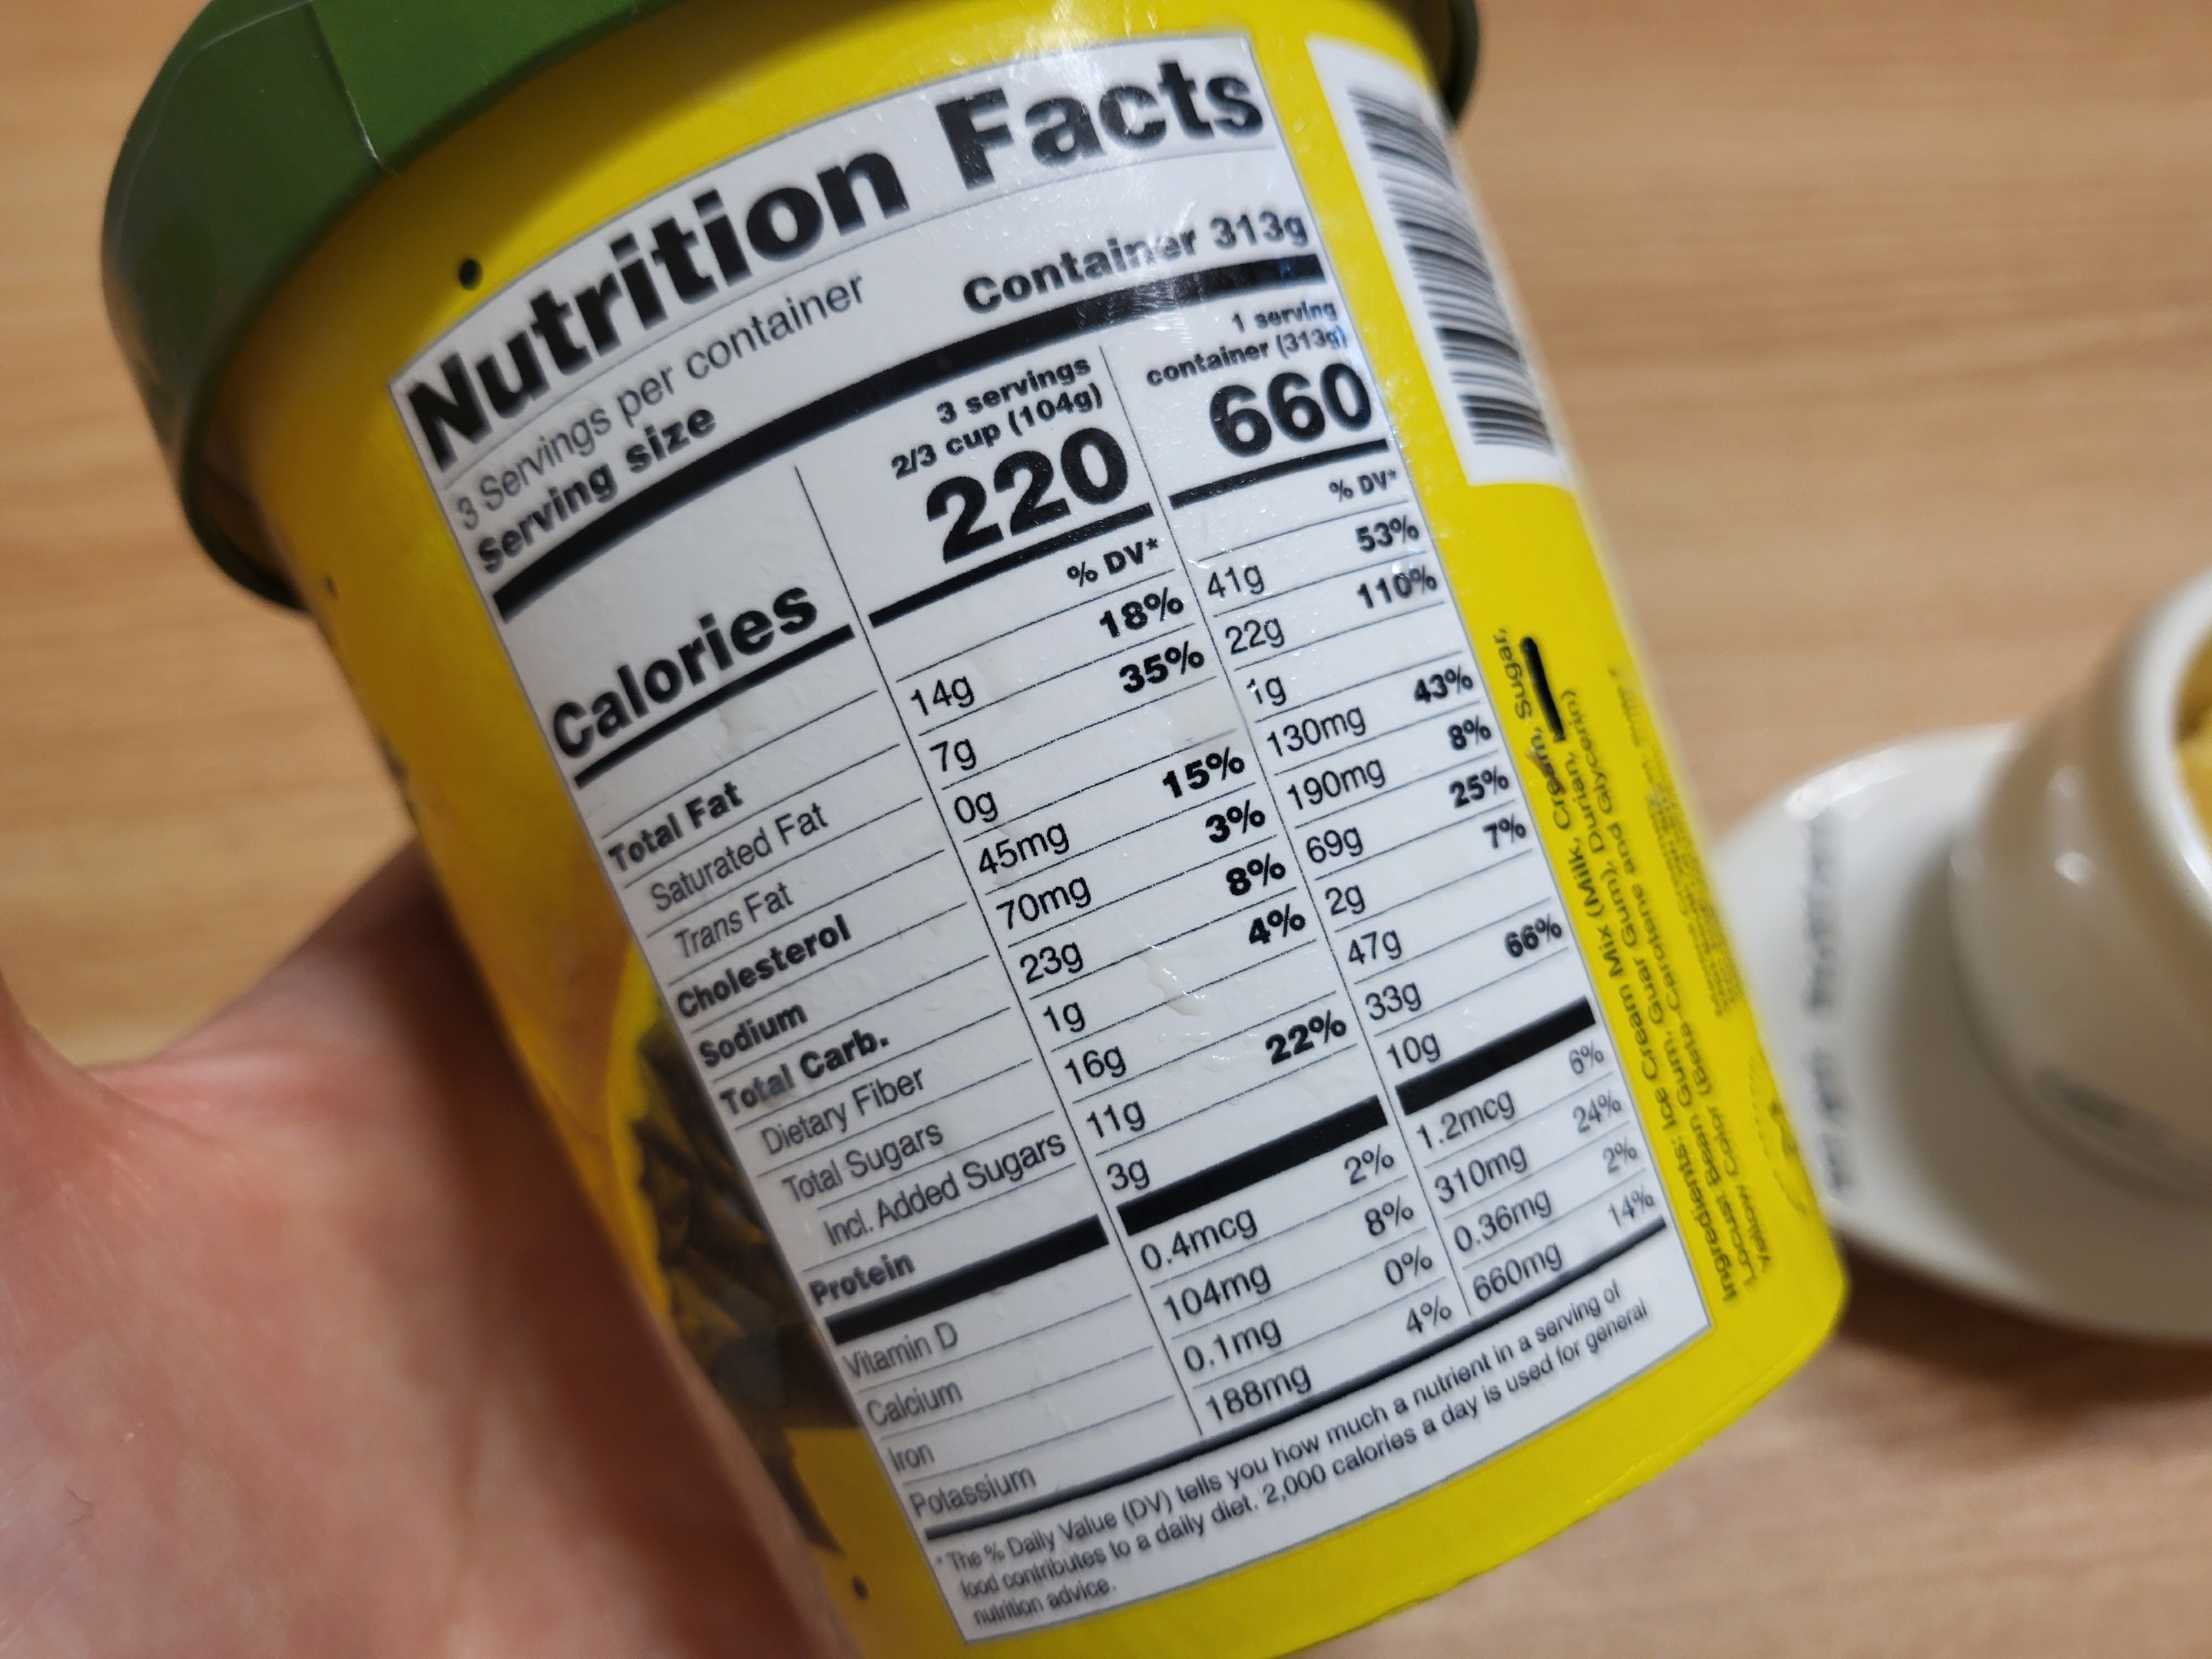 Nutrition Facts
3 Servings per container
Serving size Container 313g
3 servings
2/3 cup (104g)
1 serving
container (313g)
Calories 220 660
% DV* % DV*
Total Fat 14g 18% 41g 53%
Saturated Fat 7g 35% 22g 110%
Trans Fat 0g 1g
Cholesterol 45mg 15% 130mg 43%
Sodium 70mg 3% 190mg 8%
Total Carb. 23g 8% 69g 25%
Dietary Fiber 1g 4% 2g 7%
Total Sugars 16g 47g
Incl. Added Sugars 11g 22% 33g 66%
Protein 3g 10g
Vitamin D 0.4mcg 2% 1.2mcg 6%
Calcium 104mg 8% 310mg 24%
Iron 0.1mg 0% 0.36mg 2%
Potassium 188mg 4% 660mg 14%
* The % Daily Value (DV) tells you how much a nutrient in a serving of
food contributes to a daily diet. 2,000 calories a day is used for general
nutrition advice.
Ingredients: Ice Cream Mix (Milk, Cream, Sugar,
Locust Bean Gum, Guar Gum), Durian,
Yellow Color (Beta-Carotene and Glycerin)